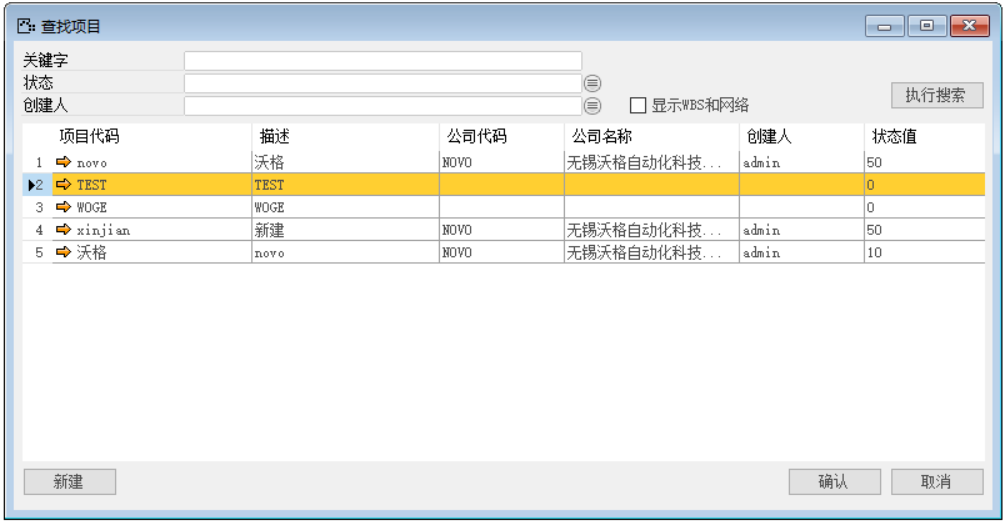 查找项目
关键字
状态
创建人 显示WBS和网络 执行搜索
项目代码 描述 公司代码 公司名称 创建人 状态值
1 novo 沃格 NOVO 无锡沃格自动化科技... admin 50
2 TEST TEST 0
3 WOGE WOGE 0
4 xinjian 新建 NOVO 无锡沃格自动化科技... admin 50
5 沃格 novo NOVO 无锡沃格自动化科技... admin 10
新建 确认 取消